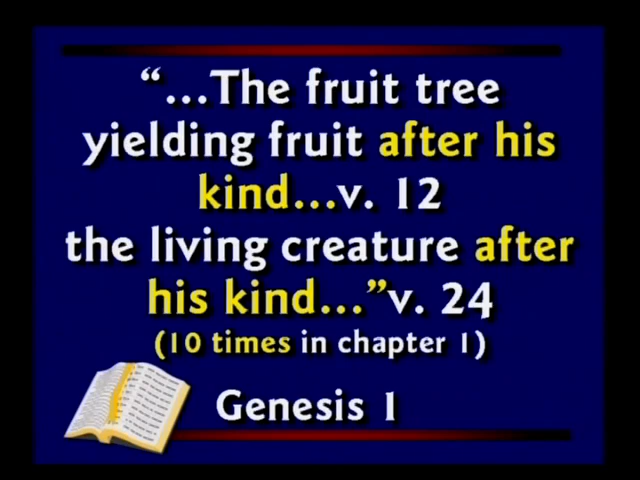 “...The fruit tree
yielding fruit after his
kind...v. 12
the living creature after
his kind...”v. 24
(10 times in chapter 1)
Genesis 1